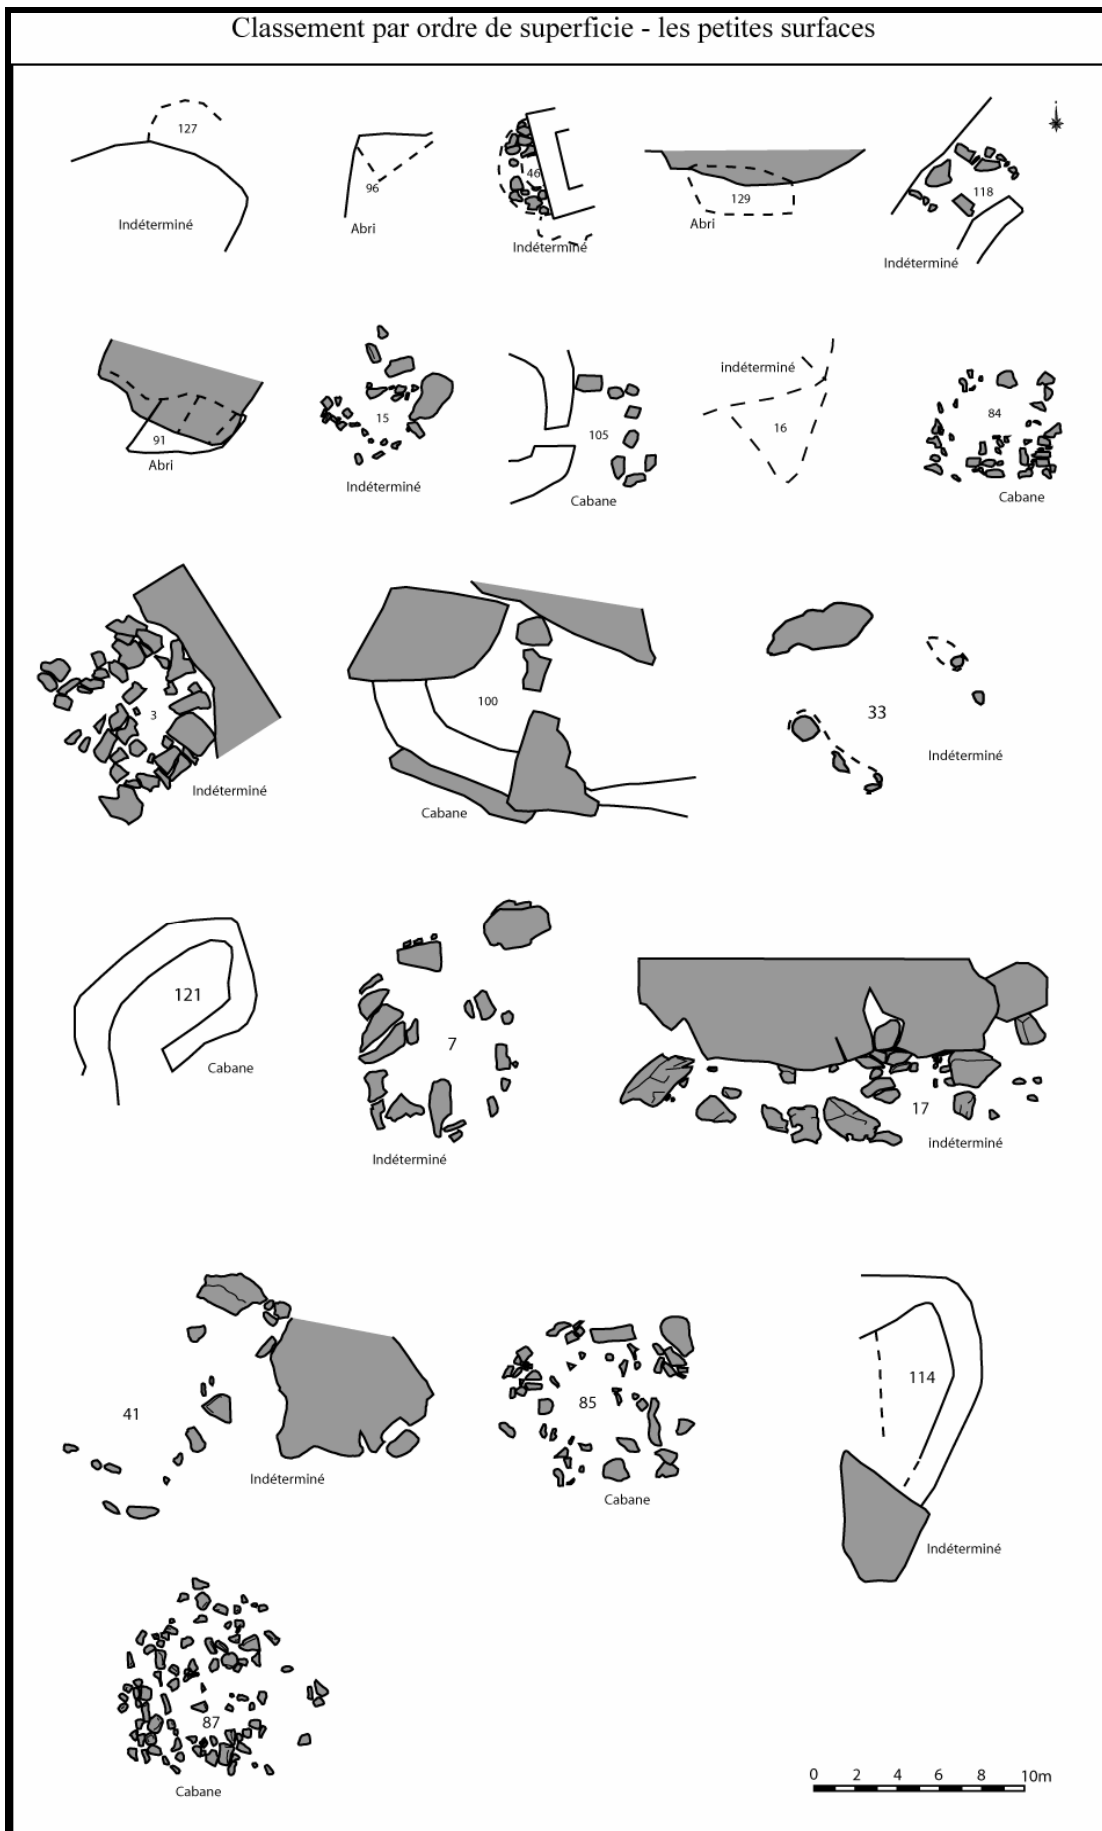 Classement par ordre de superficie - les petites surfaces
127
Indéterminé
96
Abri
46
Indéterminé
129
Abri
118
Indéterminé
91
Abri
15
Indéterminé
105
Cabane
indéterminé
16
84
Cabane
3
Indéterminé
100
Cabane
33
Indéterminé
121
Cabane
7
Indéterminé
17
indéterminé
41
Indéterminé
85
Cabane
114
Indéterminé
87
Cabane
0 2 4 6 8 10m